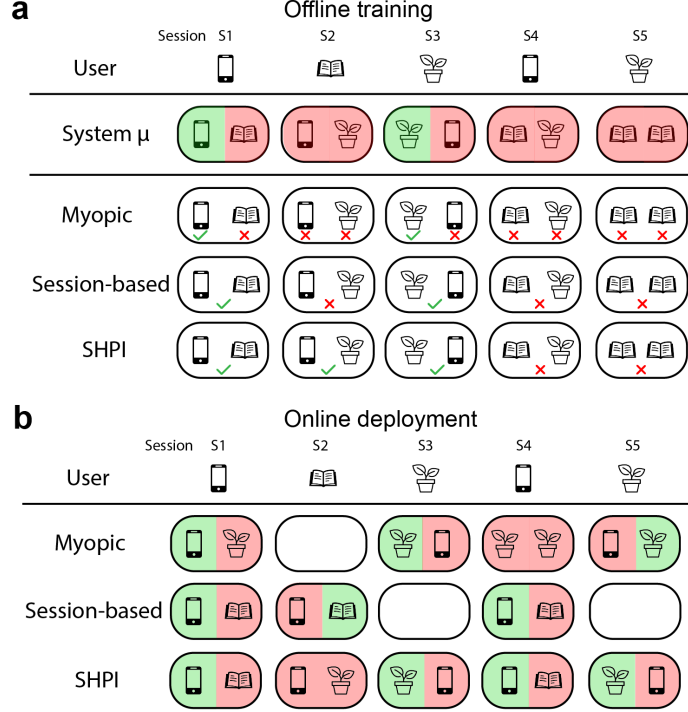 a
Offline training
Session S1 S2 S3 S4 S5
User
System μ
Myopic
Session-based
SHPI
b
Online deployment
Session S1 S2 S3 S4 S5
User
Myopic
Session-based
SHPI